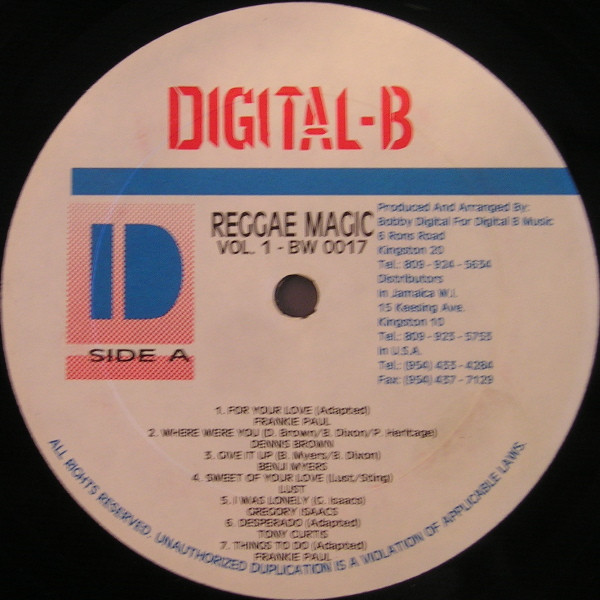 DIGITAL-B
REGGAE MAGIC
VOL. 1 - BW 0017
Produced And Arranged By:
Bobby Digital For Digital B Music
6 Rons Road
Kingston 20
Tel.: 809 - 924 - 5654
Distributors
In Jamaica W.I.
15 Keesing Ave.
Kingston 10
Tel.: 809 - 925 - 5753
In U.S.A.
Tel.: (954) 433 - 4284
Fax: (954) 437 - 7129
D
SIDE A
1. FOR YOUR LOVE (Adapted)
FRANKIE PAUL
2. WHERE WERE YOU (D. Brown/B. Dixon/P. Heritage)
DENNIS BROWN
3. GIVE IT UP (B. Myers/B. Dixon)
BENJI MYERS
4. SWEET OF YOUR LOVE (Lust/Sting)
LUST
5. I WAS LONELY (G. Isaacs)
GREGORY ISAACS
6. DESPERADO (Adapted)
TONY CURTIS
7. THINGS TO DO (Adapted)
FRANKIE PAUL
ALL RIGHTS RESERVED. UNAUTHORIZED DUPLICATION IS A VIOLATION OF APPLICABLE LAWS.